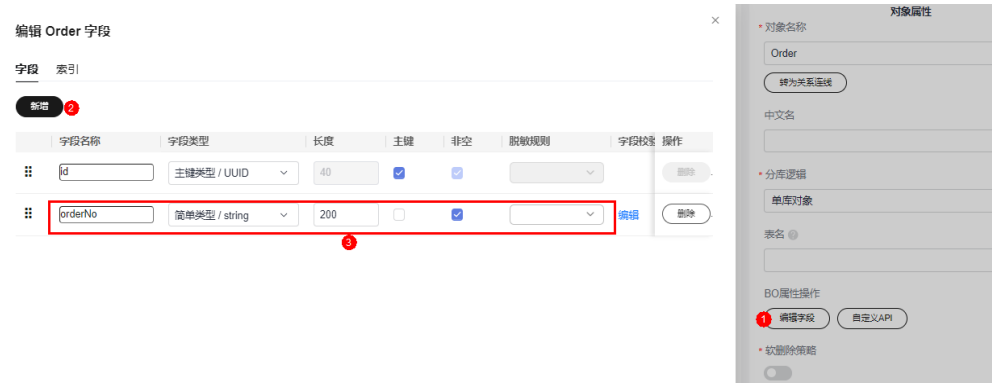 编辑 Order 字段
×
字段 索引
新增 2
字段名称 字段类型 长度 主键 非空 脱敏规则 字段校验 操作
id 主键类型 / UUID 40 删除
orderNo 简单类型 / string 200 编辑 删除
3
对象属性
* 对象名称
Order
转为关系连线
中文名
* 分库逻辑
单库对象
表名
BO属性操作
1 编辑字段 自定义API
* 软删除策略